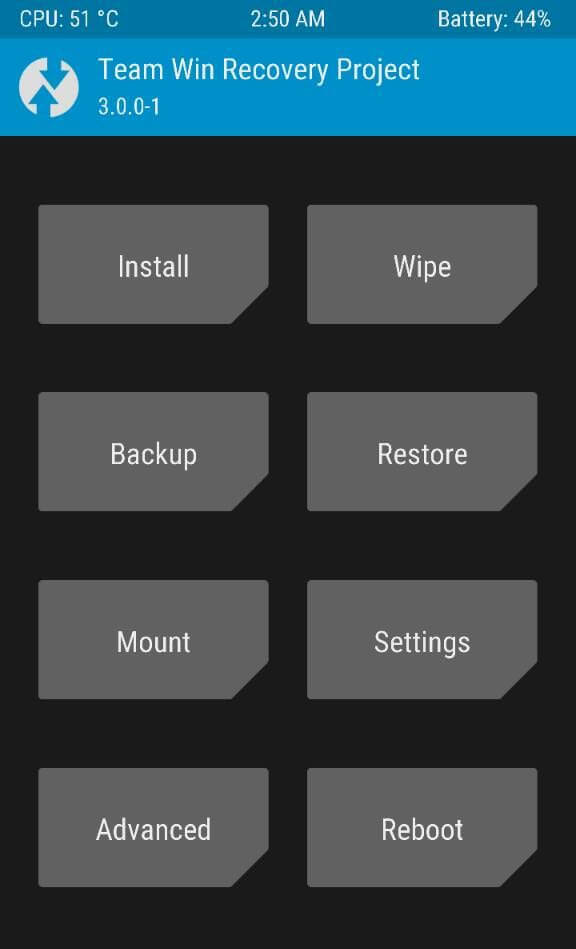 CPU: 51 °C 2:50 AM Battery: 44%
Team Win Recovery Project
3.0.0-1
Install Wipe
Backup Restore
Mount Settings
Advanced Reboot